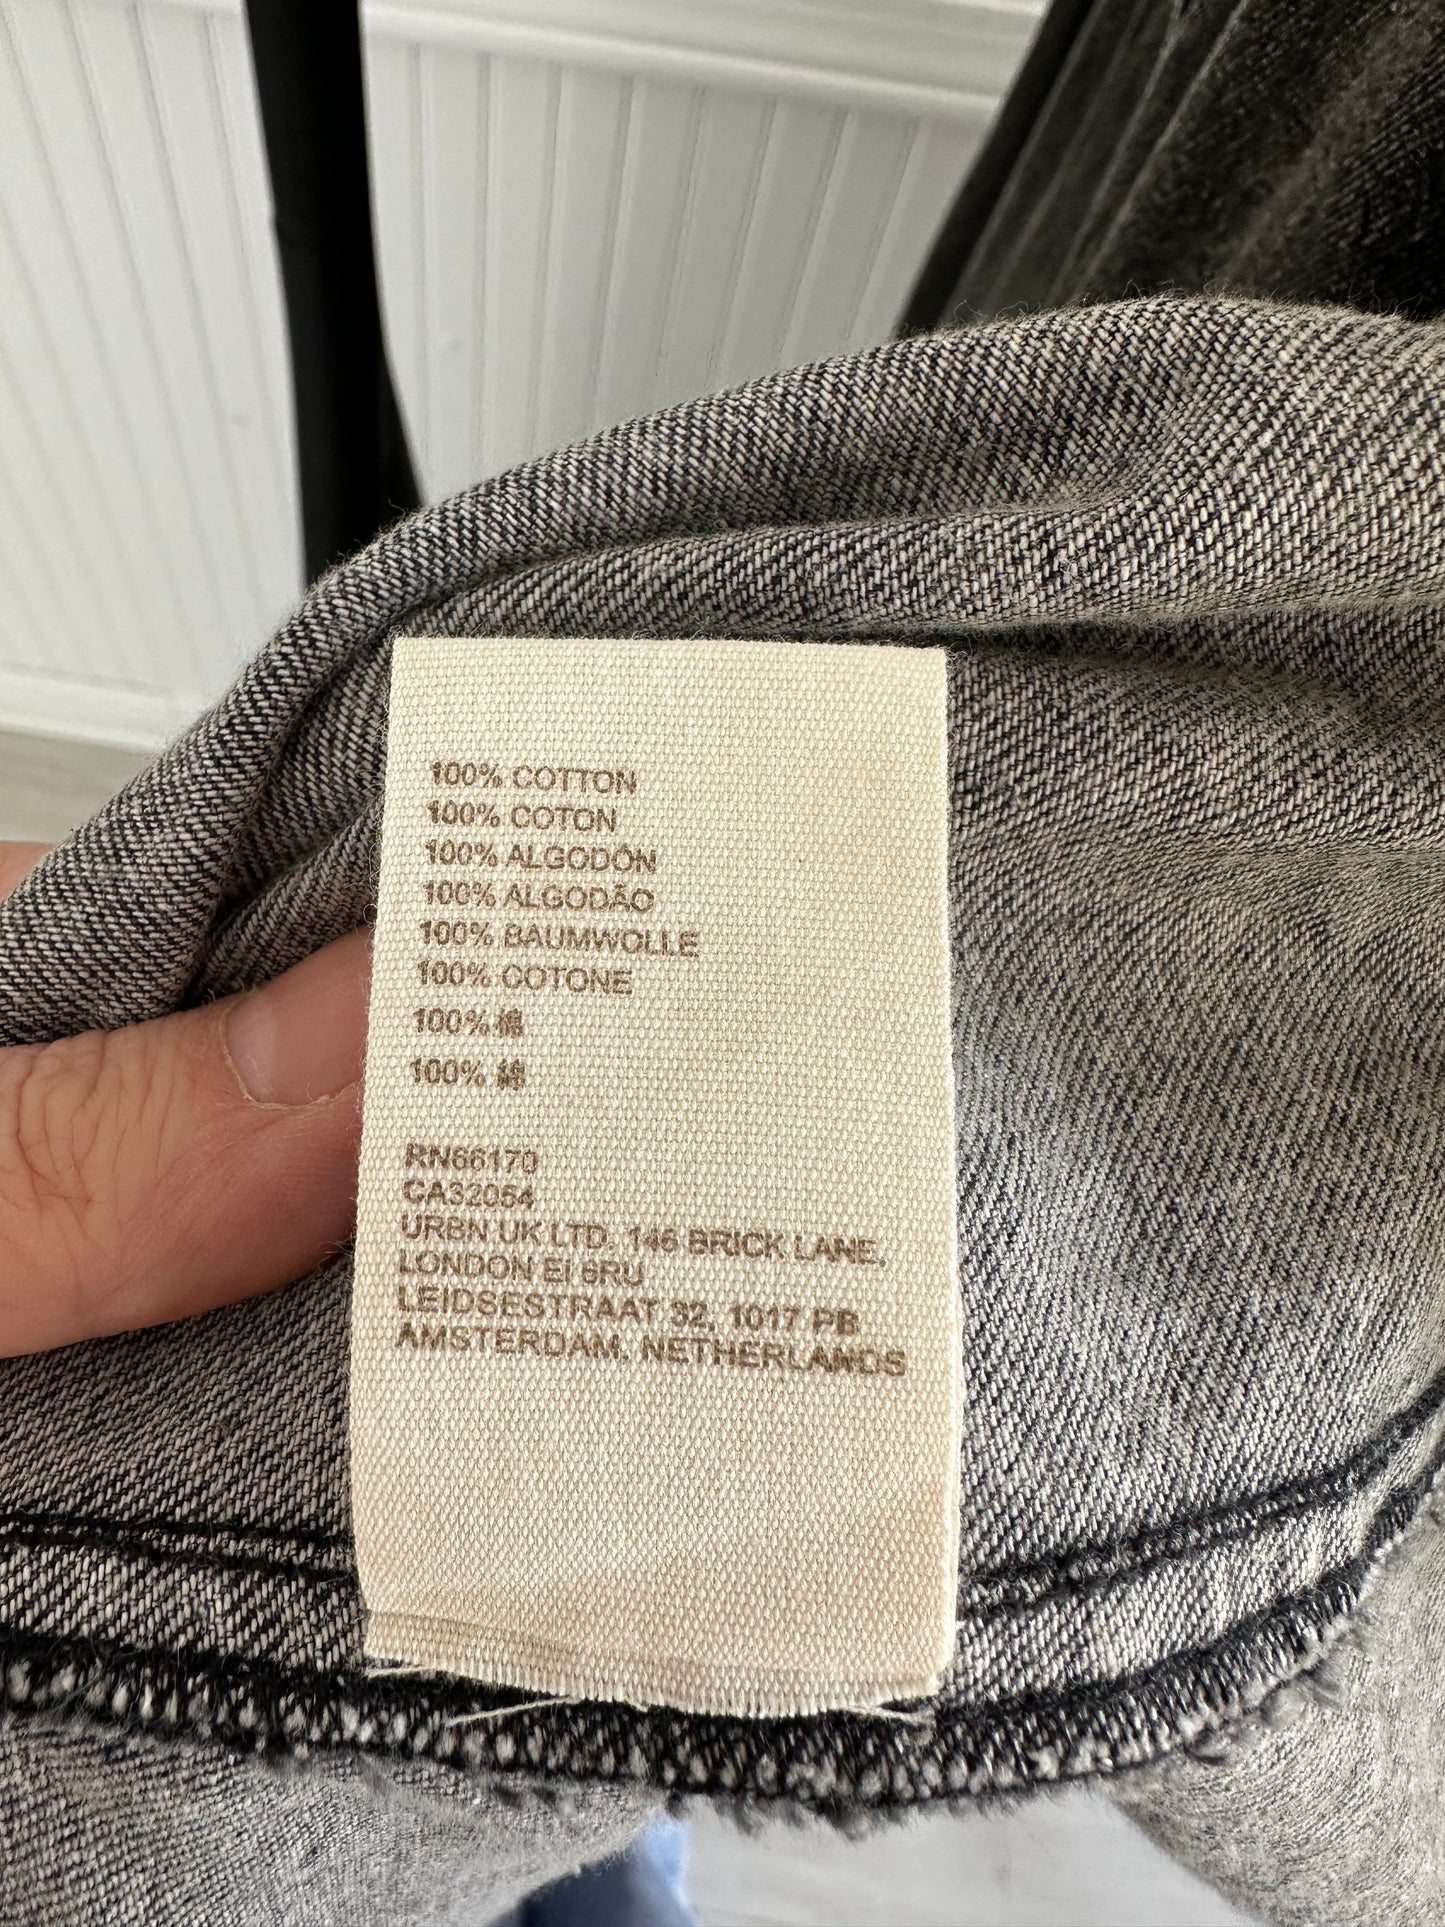 100% COTTON
100% COTON
100% ALGODÓN
100% ALGODÃO
100% BAUMWOLLE
100% COTONE
100% 棉
100% 綿
RN66170
CA32054
URBN UK LTD. 146 BRICK LANE,
LONDON EI 6RU
LEIDSESTRAAT 32, 1017 PB
AMSTERDAM. NETHERLANDS